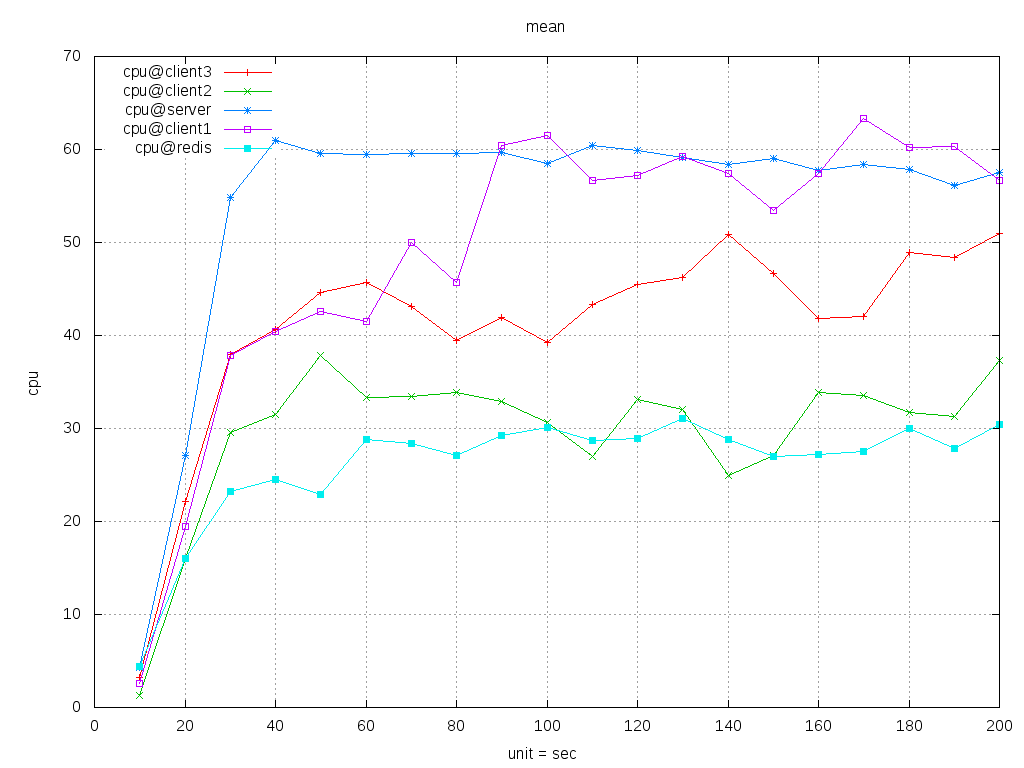 mean
70
60
50
40
30
20
10
0
cpu
cpu@client3
cpu@client2
cpu@server
cpu@client1
cpu@redis
0 20 40 60 80 100 120 140 160 180 200
unit = sec